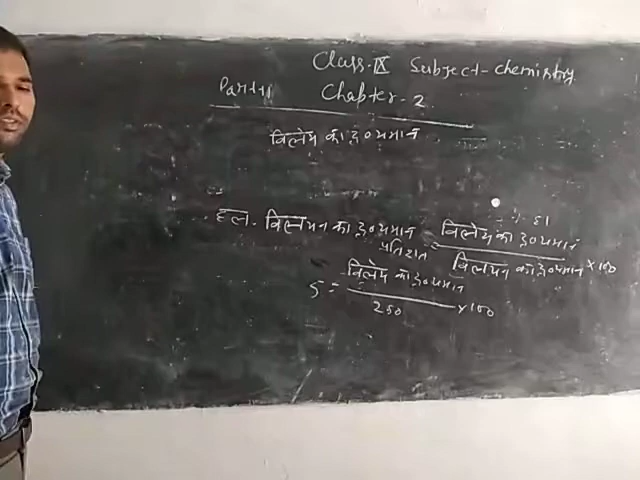 Class-IX Subject-chemistry
Part-II Chapter-2
विलेय का द्रव्यमान
हल- विलयन का द्रव्यमान प्रतिशत = विलेय का द्रव्यमान
विलयन का द्रव्यमान × 100
5 = विलेय का द्रव्यमान
250 × 100